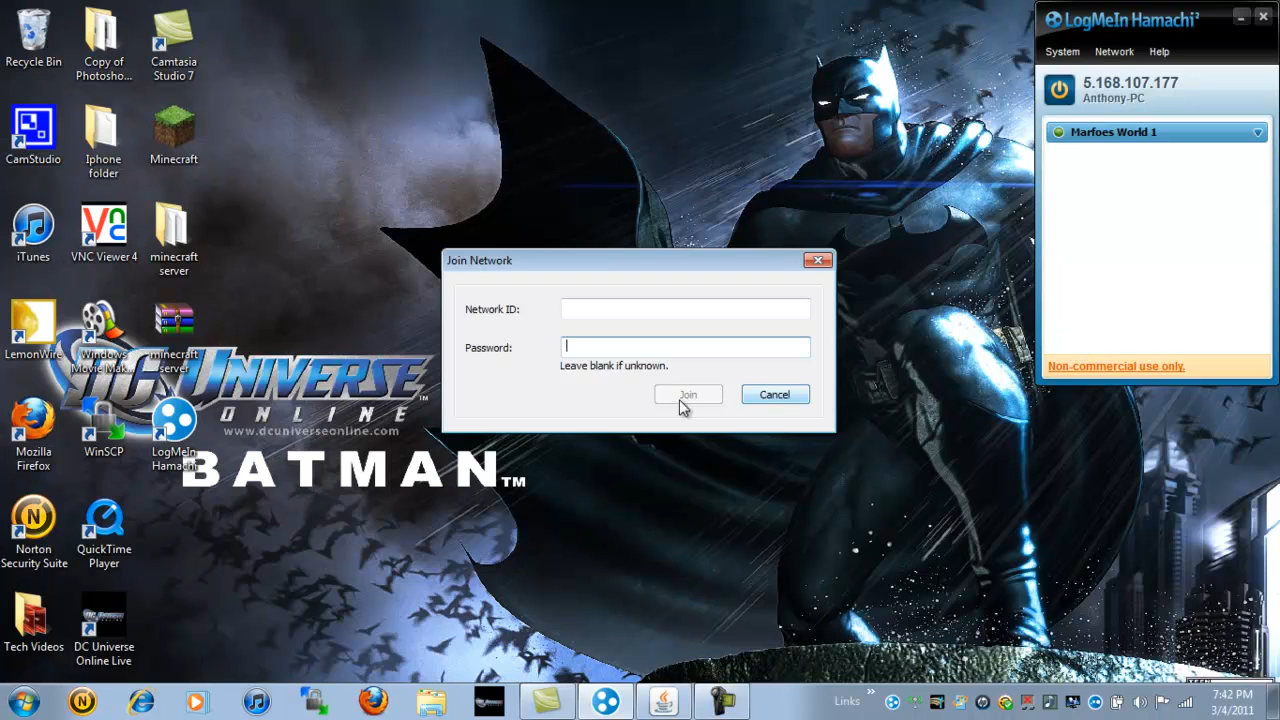 Recycle Bin
Copy of
Photosho...
Camtasia
Studio 7
CamStudio
Iphone
folder
Minecraft
iTunes
VNC Viewer 4
minecraft
server
LemonWire
Windows
Movie Mak...
minecraft
server
Mozilla
Firefox
WinSCP
LogMeIn
Hamachi
Norton
Security Suite
QuickTime
Player
Tech Videos
DC Universe
Online Live
DC UNIVERSE
ONLINE
www.dcuniverseonline.com
BATMAN™
Join Network
Network ID:
Password:
Leave blank if unknown.
Join
Cancel
LogMeIn Hamachi²
System Network Help
5.168.107.177
Anthony-PC
Marfoes World 1
Non-commercial use only.
Links
»
7:42 PM
3/4/2011